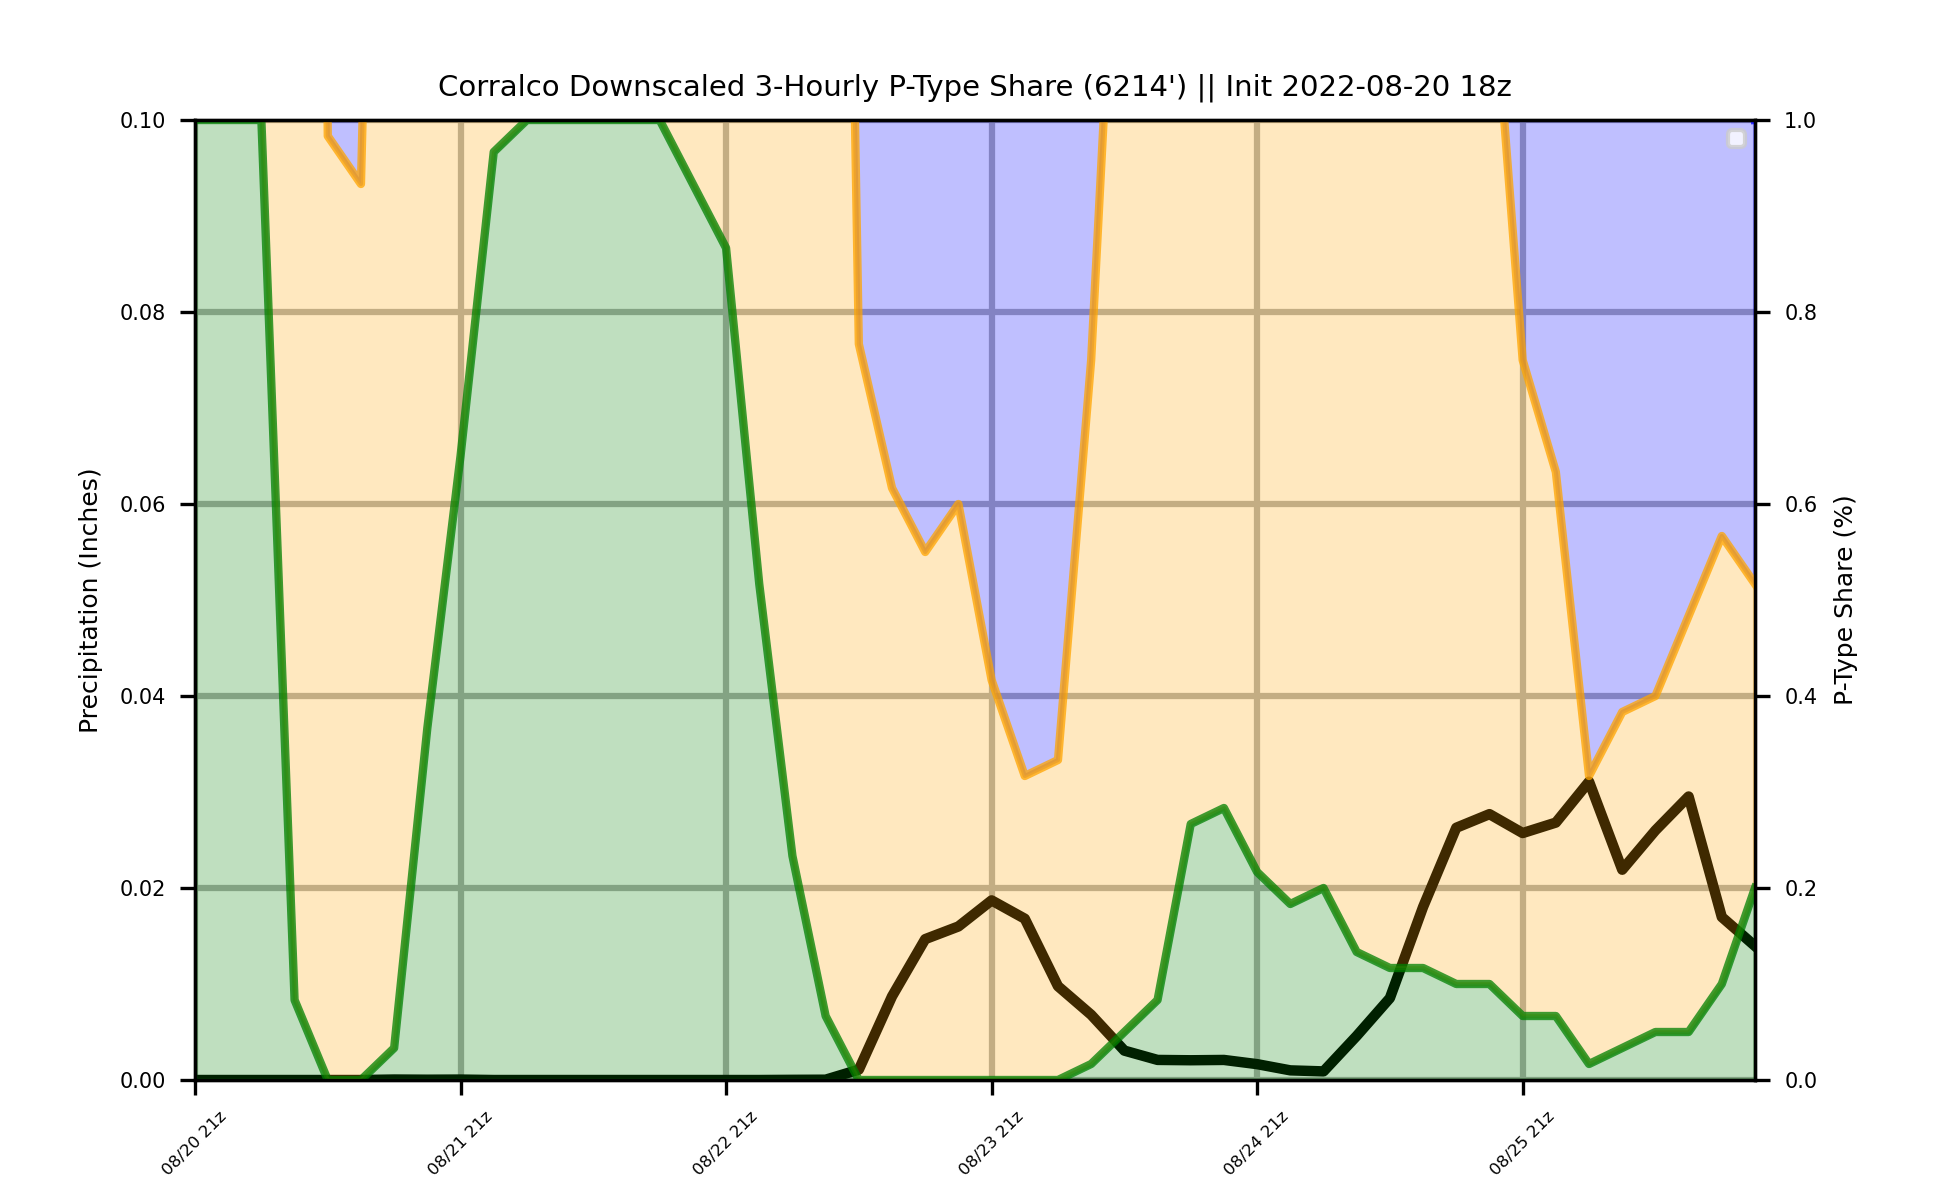 Corralco Downscaled 3-Hourly P-Type Share (6214') || Init 2022-08-20 18z
0.10
0.08
0.06
0.04
0.02
0.00
Precipitation (Inches)
1.0
0.8
0.6
0.4
0.2
0.0
P-Type Share (%)
08/20 21z
08/21 21z
08/22 21z
08/23 21z
08/24 21z
08/25 21z